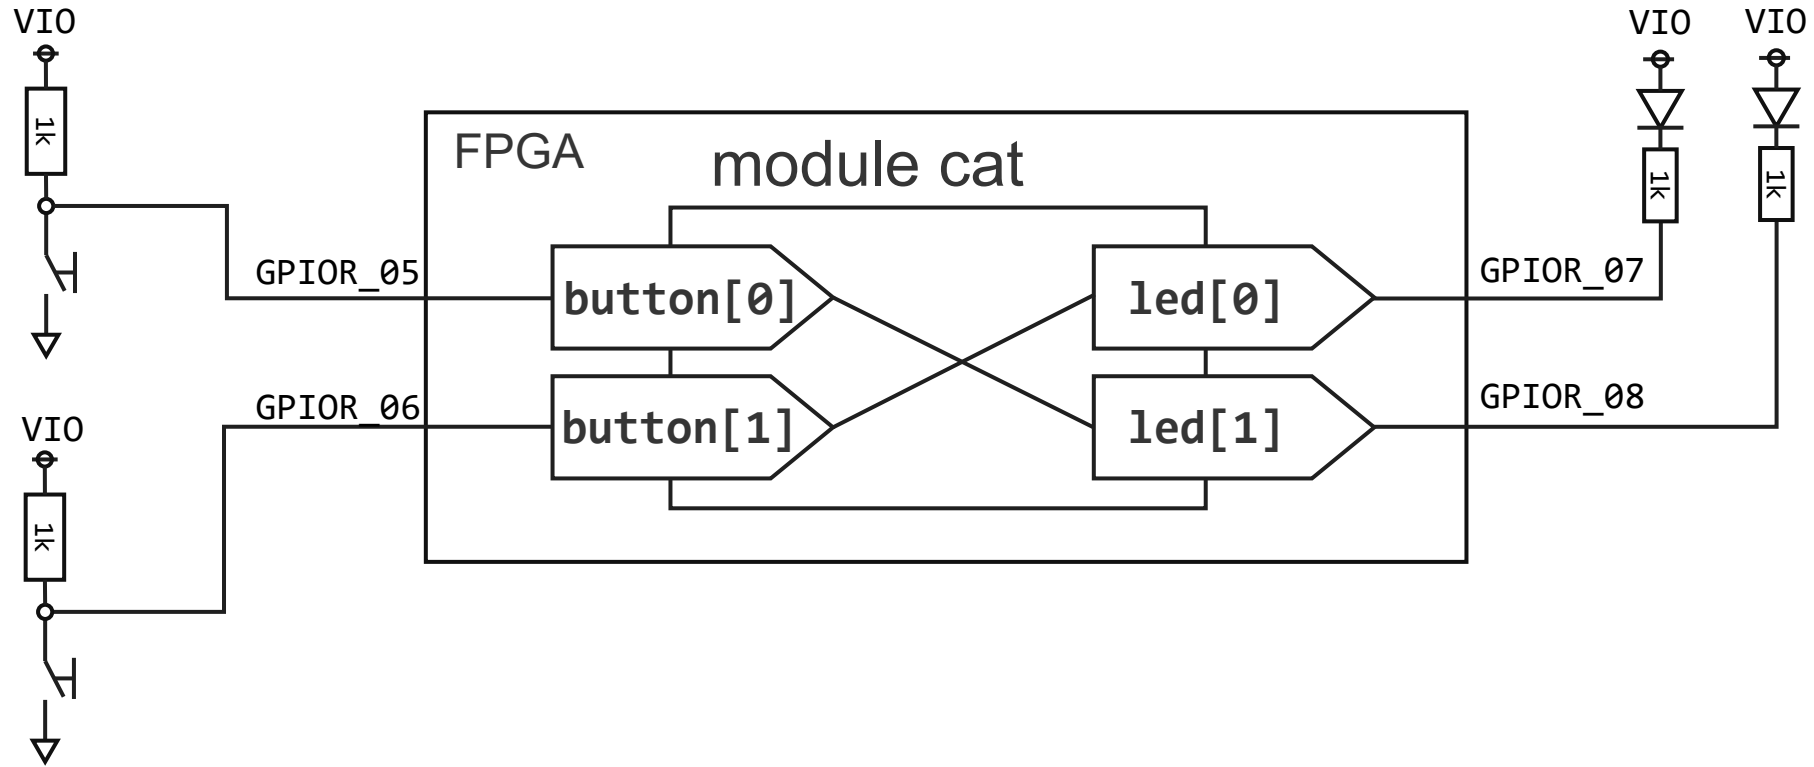 VIO
1k
GPIOR_05
VIO
1k
GPIOR_06
FPGA
module cat
button[0]
button[1]
led[0]
led[1]
GPIOR_07
GPIOR_08
VIO
1k
VIO
1k